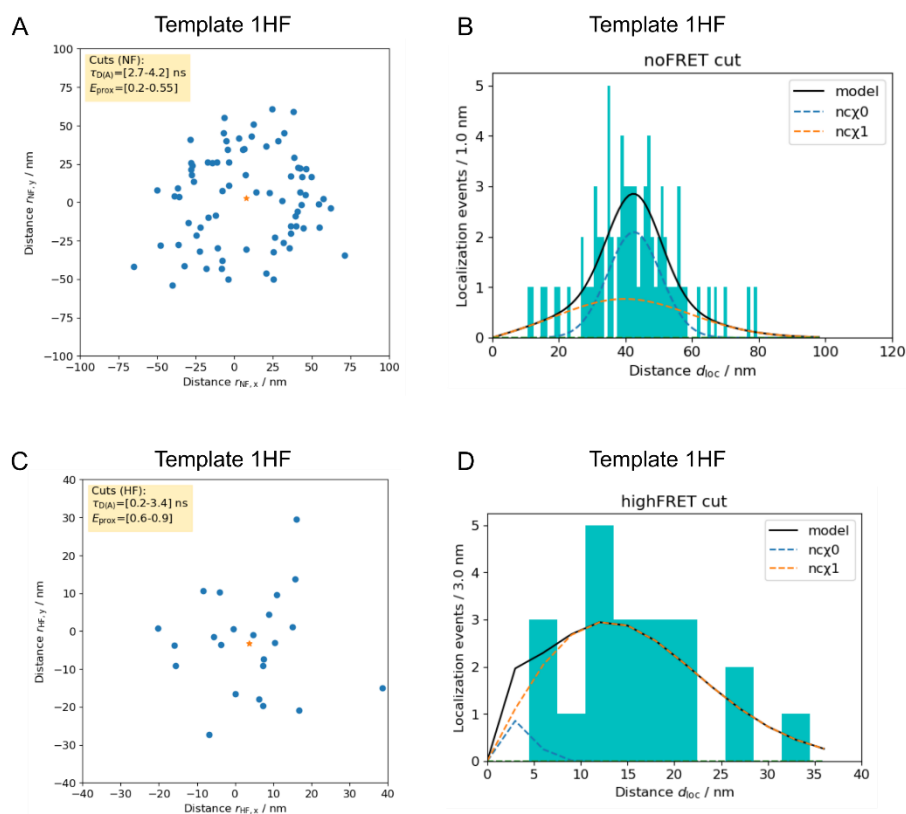 A
Template 1HF
Cuts (NF):
τD(A)=[2.7-4.2] ns
Eprox=[0.2-0.55]
100
75
50
25
0
−25
−50
−75
−100
Distance rNF,y / nm
−100 −75 −50 −25 0 25 50 75 100
Distance rNF,x / nm
B
Template 1HF
noFRET cut
model
ncχ0
ncχ1
5
4
3
2
1
0
Localization events / 1.0 nm
0 20 40 60 80 100 120
Distance dloc / nm
C
Template 1HF
Cuts (HF):
τD(A)=[0.2-3.4] ns
Eprox=[0.6-0.9]
40
30
20
10
0
−10
−20
−30
−40
Distance rHF,y / nm
−40 −30 −20 −10 0 10 20 30 40
Distance rHF,x / nm
D
Template 1HF
highFRET cut
model
ncχ0
ncχ1
5
4
3
2
1
0
Localization events / 3.0 nm
0 5 10 15 20 25 30 35 40
Distance dloc / nm